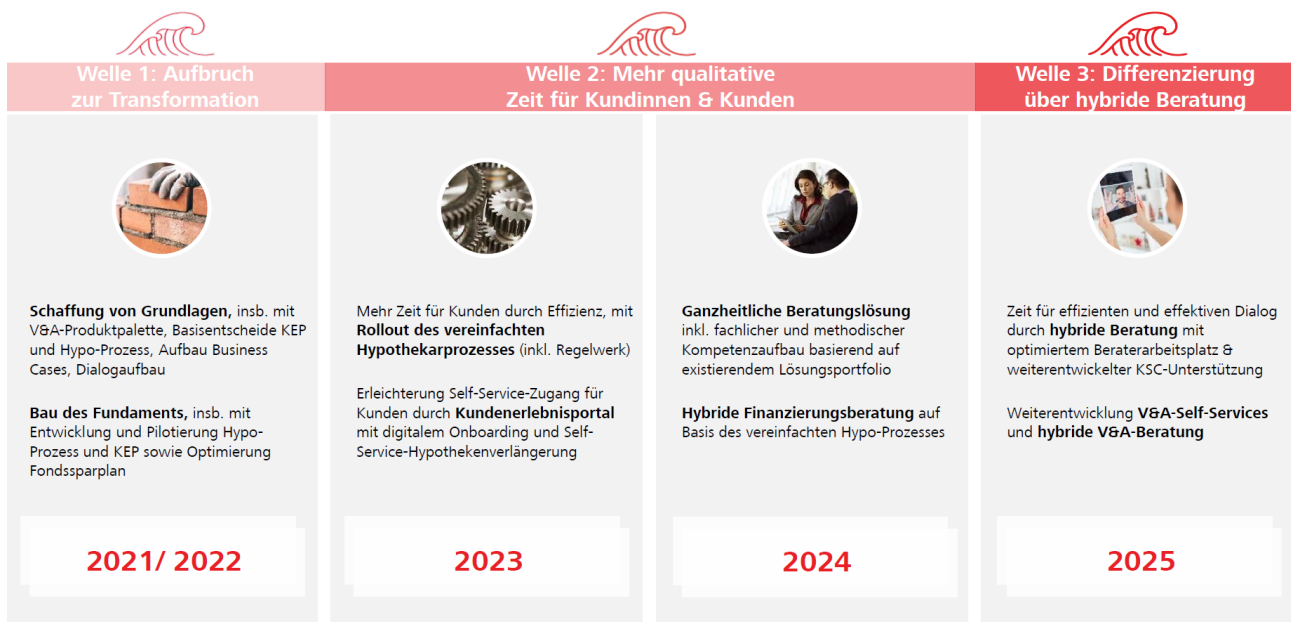 Welle 1: Aufbruch
zur Transformation
Welle 2: Mehr qualitative
Zeit für Kundinnen & Kunden
Welle 3: Differenzierung
über hybride Beratung
Schaffung von Grundlagen, insb. mit
V&A-Produktpalette, Basisentscheide KEP
und Hypo-Prozess, Aufbau Business
Cases, Dialogaufbau
Bau des Fundaments, insb. mit
Entwicklung und Pilotierung Hypo-
Prozess und KEP sowie Optimierung
Fondssparplan
2021/ 2022
Mehr Zeit für Kunden durch Effizienz, mit
Rollout des vereinfachten
Hypothekarprozesses (inkl. Regelwerk)
Erleichterung Self-Service-Zugang für
Kunden durch Kundenerlebnisportal
mit digitalem Onboarding und Self-
Service-Hypothekenverlängerung
2023
Ganzheitliche Beratungslösung
inkl. fachlicher und methodischer
Kompetenzaufbau basierend auf
existierendem Lösungsportfolio
Hybride Finanzierungsberatung auf
Basis des vereinfachten Hypo-Prozesses
2024
Zeit für effizienten und effektiven Dialog
durch hybride Beratung mit
optimiertem Beraterarbeitsplatz &
weiterentwickelter KSC-Unterstützung
Weiterentwicklung V&A-Self-Services
und hybride V&A-Beratung
2025